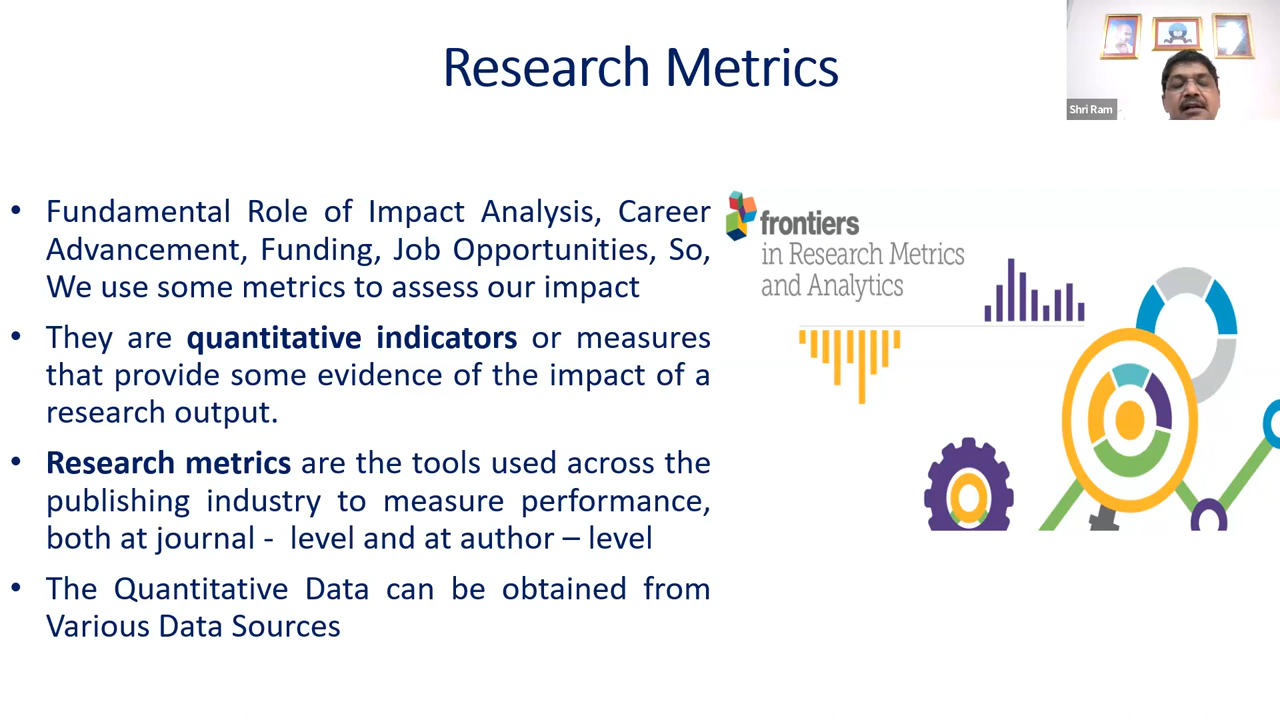 Research Metrics
Shri Ram
• Fundamental Role of Impact Analysis, Career
Advancement, Funding, Job Opportunities, So,
We use some metrics to assess our impact
• They are quantitative indicators or measures
that provide some evidence of the impact of a
research output.
• Research metrics are the tools used across the
publishing industry to measure performance,
both at journal - level and at author – level
• The Quantitative Data can be obtained from
Various Data Sources
frontiers
in Research Metrics
and Analytics